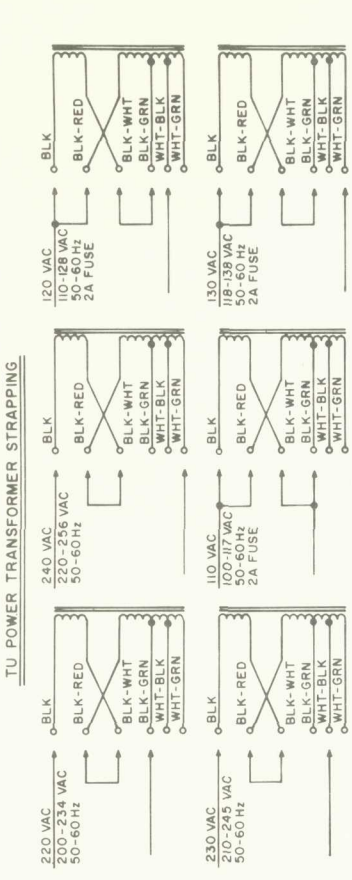 TU POWER TRANSFORMER STRAPPING
220 VAC
200-234 VAC
50-60 Hz
BLK
BLK-RED
BLK-WHT
BLK-GRN
WHT-BLK
WHT-GRN
240 VAC
220-256 VAC
50-60Hz
BLK
BLK-RED
BLK-WHT
BLK-GRN
WHT-BLK
WHT-GRN
120 VAC
110-128 VAC
50-60 Hz
2A FUSE
BLK
BLK-RED
BLK-WHT
BLK-GRN
WHT-BLK
WHT-GRN
230 VAC
210-245 VAC
50-60 Hz
BLK
BLK-RED
BLK-WHT
BLK-GRN
WHT-BLK
WHT-GRN
110 VAC
100-117 VAC
50-60Hz
2A FUSE
BLK
BLK-RED
BLK-WHT
BLK-GRN
WHT-BLK
WHT-GRN
130 VAC
118-138 VAC
50-60 Hz
2A FUSE
BLK
BLK-RED
BLK-WHT
BLK-GRN
WHT-BLK
WHT-GRN